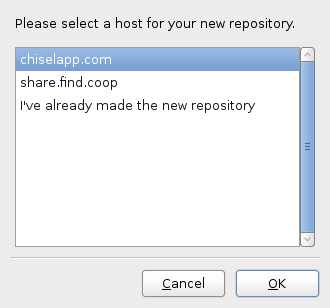 Please select a host for your new repository.
chiselapp.com
share.find.coop
I've already made the new repository
Cancel
OK